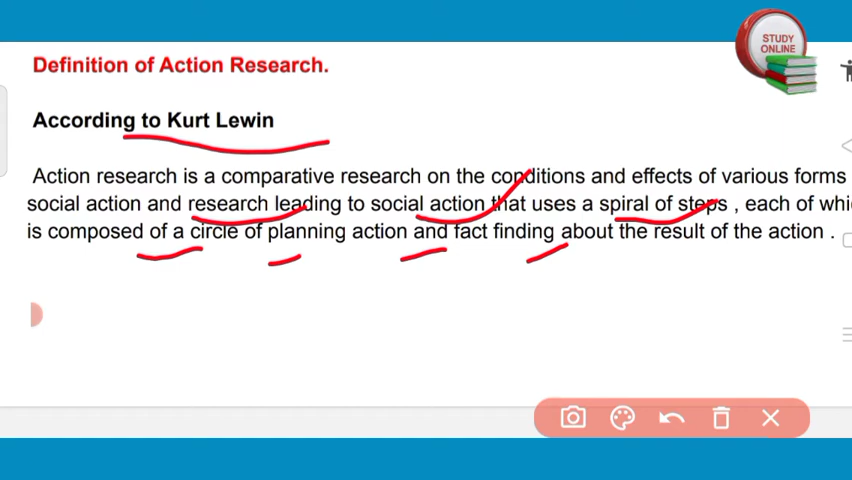 STUDY
ONLINE
Definition of Action Research.
According to Kurt Lewin
Action research is a comparative research on the conditions and effects of various forms
social action and research leading to social action that uses a spiral of steps , each of
is composed of a circle of planning action and fact finding about the result of the action .